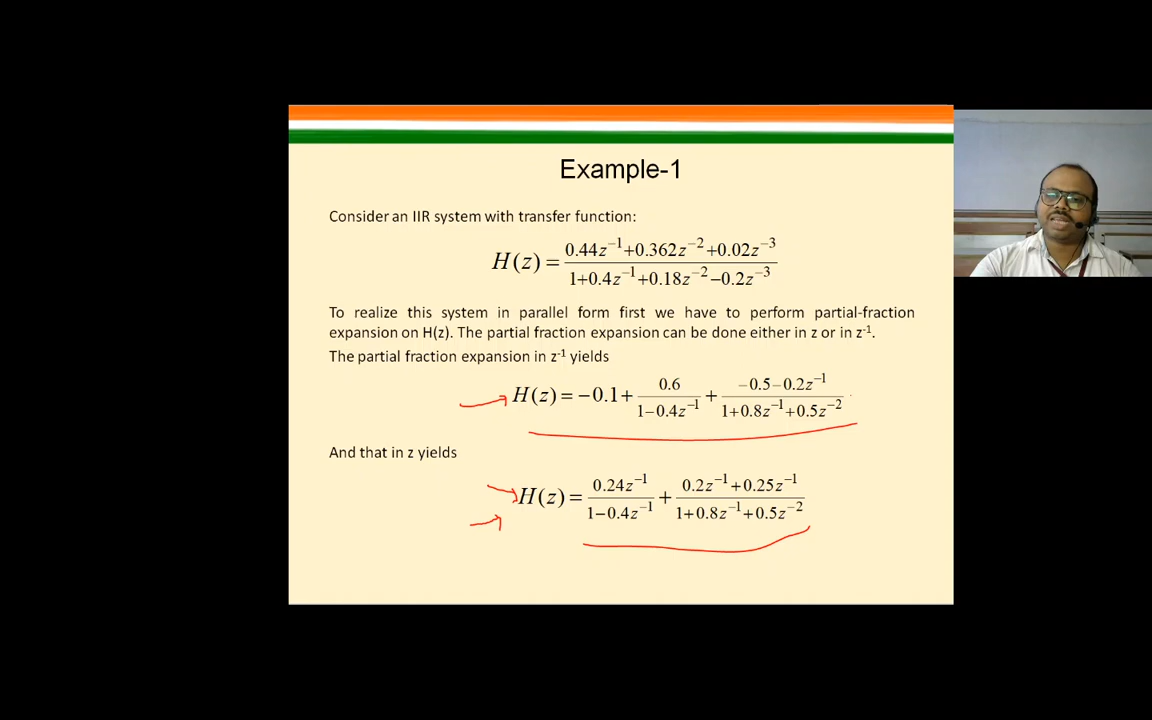 Example-1
Consider an IIR system with transfer function:
H(z) = (0.44z⁻¹+0.362z⁻²+0.02z⁻³)/(1+0.4z⁻¹+0.18z⁻²−0.2z⁻³)
To realize this system in parallel form first we have to perform partial-fraction
expansion on H(z). The partial fraction expansion can be done either in z or in z⁻¹.
The partial fraction expansion in z⁻¹ yields
H(z) = −0.1+ 0.6/(1−0.4z⁻¹) + (−0.5−0.2z⁻¹)/(1+0.8z⁻¹+0.5z⁻²)
And that in z yields
H(z) = 0.24z⁻¹/(1−0.4z⁻¹) + (0.2z⁻¹+0.25z⁻¹)/(1+0.8z⁻¹+0.5z⁻²)